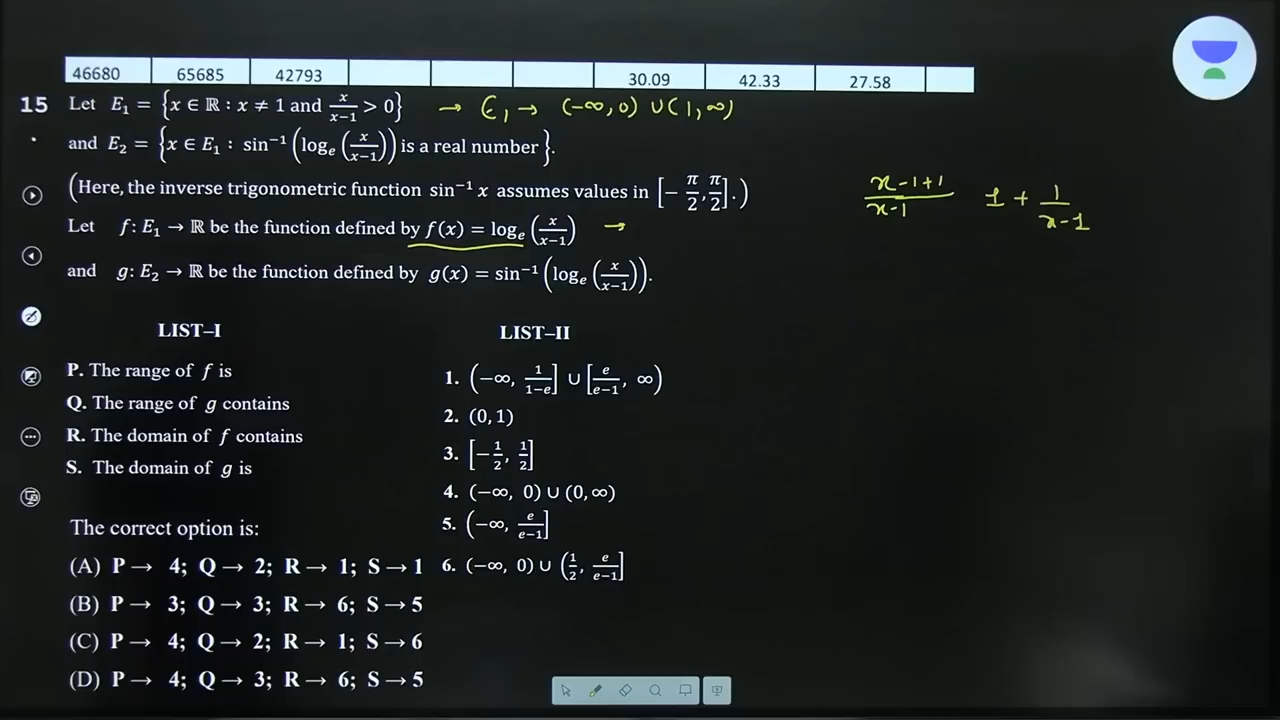 46680 65685 42793 30.09 42.33 27.58
15 Let E₁ = {x ∈ ℝ : x ≠ 1 and x/(x−1) > 0} → E₁ → (-∞, 0) ∪ (1, ∞)
and E₂ = {x ∈ E₁ : sin⁻¹(logₑ(x/(x−1))) is a real number}.
(Here, the inverse trigonometric function sin⁻¹ x assumes values in [−π/2, π/2].)
(x-1+1)/(x-1) 1 + 1/(x-1)
Let f: E₁ → ℝ be the function defined by f(x) = logₑ(x/(x−1)) →
and g: E₂ → ℝ be the function defined by g(x) = sin⁻¹(logₑ(x/(x−1))).
LIST–I LIST–II
P. The range of f is
1. (−∞, 1/(1−e)] ∪ [e/(e−1), ∞)
Q. The range of g contains
2. (0, 1)
R. The domain of f contains
3. [−1/2, 1/2]
S. The domain of g is
4. (−∞, 0) ∪ (0, ∞)
5. (−∞, e/(e−1)]
6. (−∞, 0) ∪ (1/2, e/(e−1)]
The correct option is:
(A) P → 4; Q → 2; R → 1; S → 1
(B) P → 3; Q → 3; R → 6; S → 5
(C) P → 4; Q → 2; R → 1; S → 6
(D) P → 4; Q → 3; R → 6; S → 5